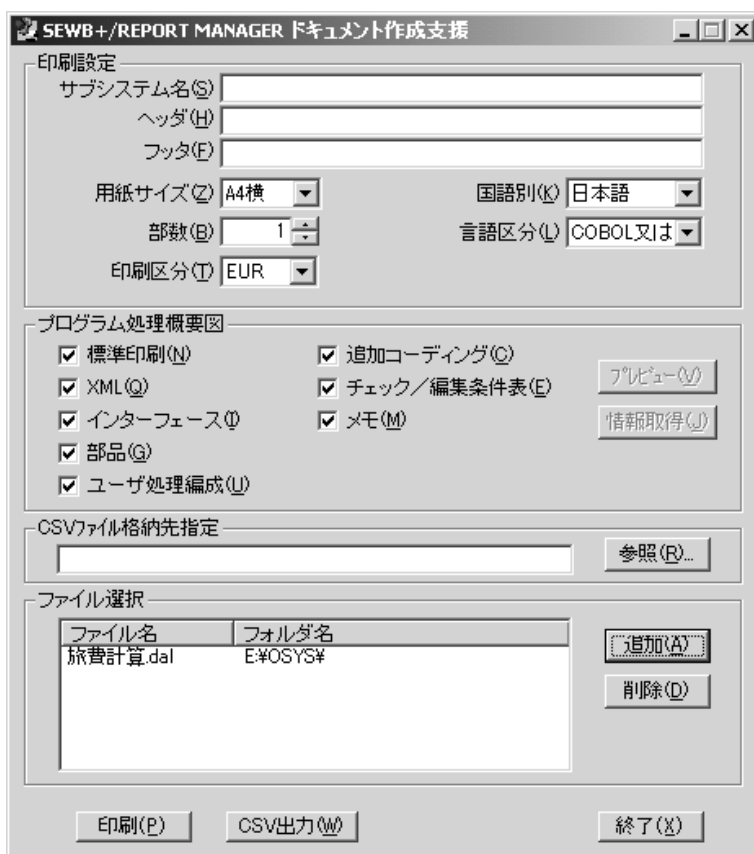 SEWB+/REPORT MANAGER ドキュメント作成支援
印刷設定
サブシステム名(S)
ヘッダ(H)
フッタ(F)
用紙サイズ(Z) A4横 国語別(K) 日本語
部数(B) 1 言語区分(L) COBOL又は
印刷区分(T) EUR
プログラム処理概要図
標準印刷(N) 追加コーディング(C)
XML(Q) チェック/編集条件表(E) プレビュー(V)
インターフェース(I) メモ(M) 情報取得(J)
部品(G)
ユーザ処理編成(U)
CSVファイル格納先指定
参照(R)...
ファイル選択
ファイル名 フォルダ名
旅費計算.dal E:¥OSYS¥
追加(A)
削除(D)
印刷(P) CSV出力(W) 終了(X)